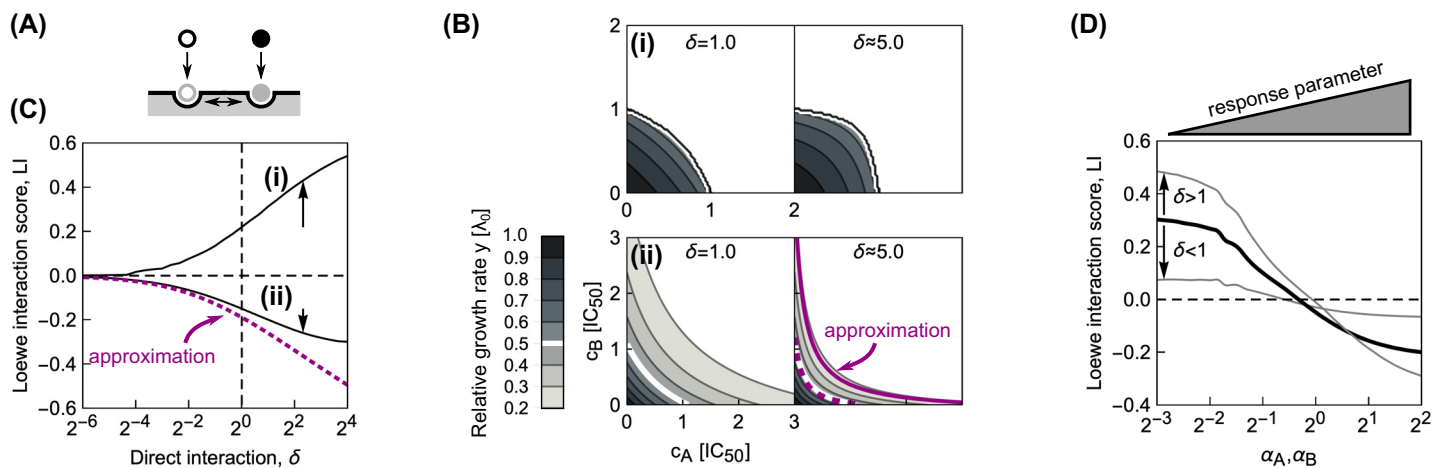 (A)
(C)
Loewe interaction score, LI
0.6
0.4
0.2
0.0
−0.2
−0.4
−0.6
(i)
(ii)
approximation
2^-6 2^-4 2^-2 2^0 2^2 2^4
Direct interaction, δ
(B)
(i)
δ=1.0 δ≈5.0
2
1
0
0 1 2
Relative growth rate y [λ₀]
1.0
0.9
0.8
0.7
0.6
0.5
0.4
0.3
0.2
c_B [IC₅₀]
(ii)
δ=1.0 δ≈5.0
approximation
2
1
0
0 1 2 3
c_A [IC₅₀]
(D)
response parameter
Loewe interaction score, LI
0.6
0.4
0.2
0.0
−0.2
−0.4
δ>1
δ<1
2^-3 2^-2 2^-1 2^0 2^1 2^2
α_A,α_B